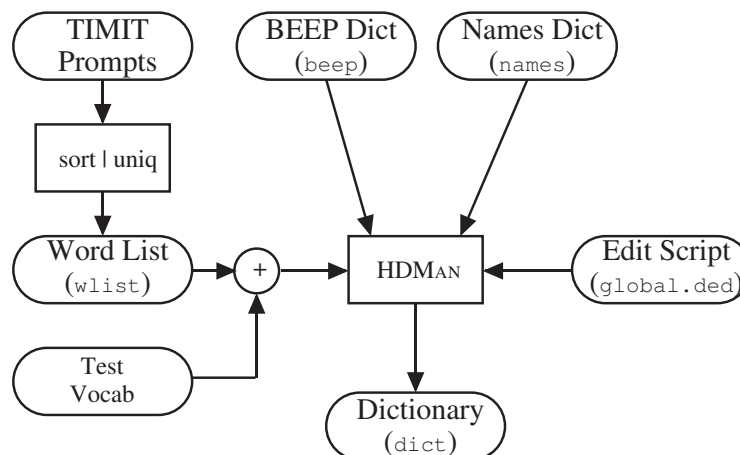 TIMIT
Prompts
BEEP Dict
(beep)
Names Dict
(names)
sort | uniq
Word List
(wlist)
+
HDMAN
Edit Script
(global.ded)
Test
Vocab
Dictionary
(dict)